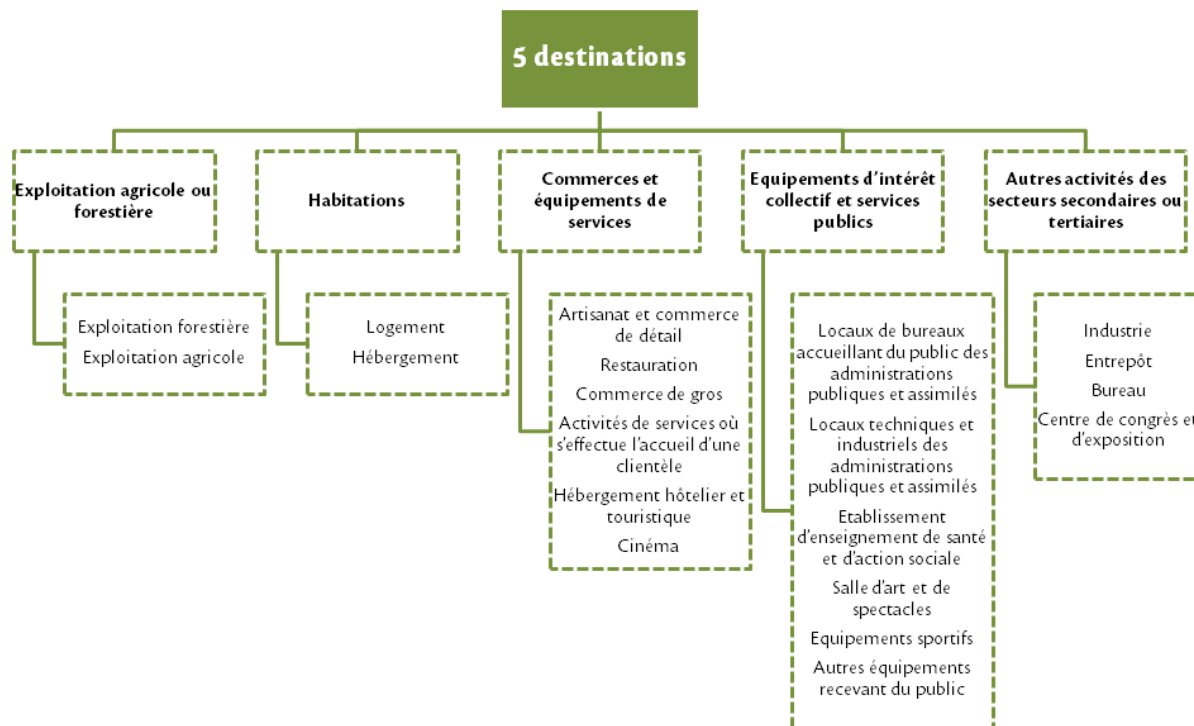 5 destinations
Exploitation agricole ou
forestière
Exploitation forestière
Exploitation agricole
Habitations
Logement
Hébergement
Commerces et
équipements de
services
Artisanat et commerce
de détail
Restauration
Commerce de gros
Activités de services où
s'effectue l'accueil d'une
clientèle
Hébergement hôtelier et
touristique
Cinéma
Equipements d'intérêt
collectif et services
publics
Locaux de bureaux
accueillant du public des
administrations
publiques et assimilés
Locaux techniques et
industriels des
administrations
publiques et assimilés
Etablissement
d'enseignement de santé
et d'action sociale
Salle d'art et de
spectacles
Equipements sportifs
Autres équipements
recevant du public
Autres activités des
secteurs secondaires ou
tertiaires
Industrie
Entrepôt
Bureau
Centre de congrès et
d'exposition